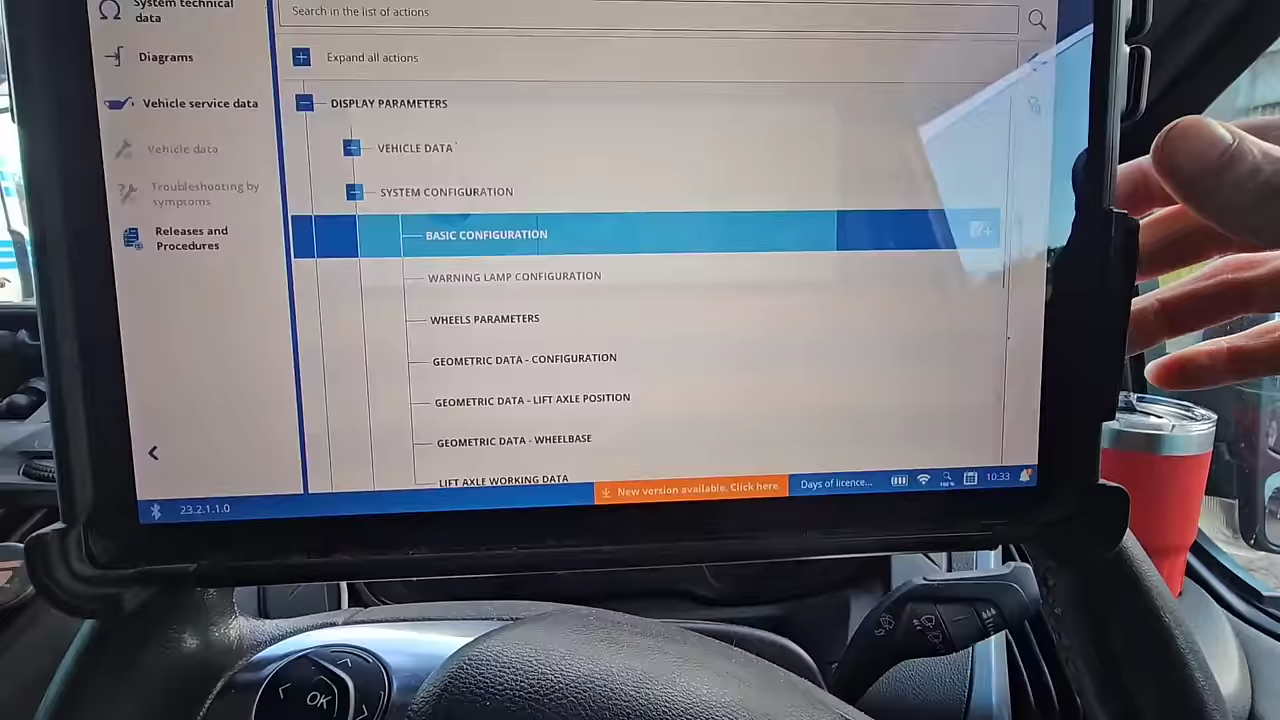 System technical
data
Search in the list of actions
Diagrams
Expand all actions
Vehicle service data
DISPLAY PARAMETERS
Vehicle data
VEHICLE DATA
Troubleshooting by
symptoms
SYSTEM CONFIGURATION
Releases and
Procedures
BASIC CONFIGURATION
WARNING LAMP CONFIGURATION
WHEELS PARAMETERS
GEOMETRIC DATA - CONFIGURATION
GEOMETRIC DATA - LIFT AXLE POSITION
GEOMETRIC DATA - WHEELBASE
LIFT AXLE WORKING DATA
23.2.1.1.0
New version available. Click here.
Days of licence...
100 %
10:33
OK